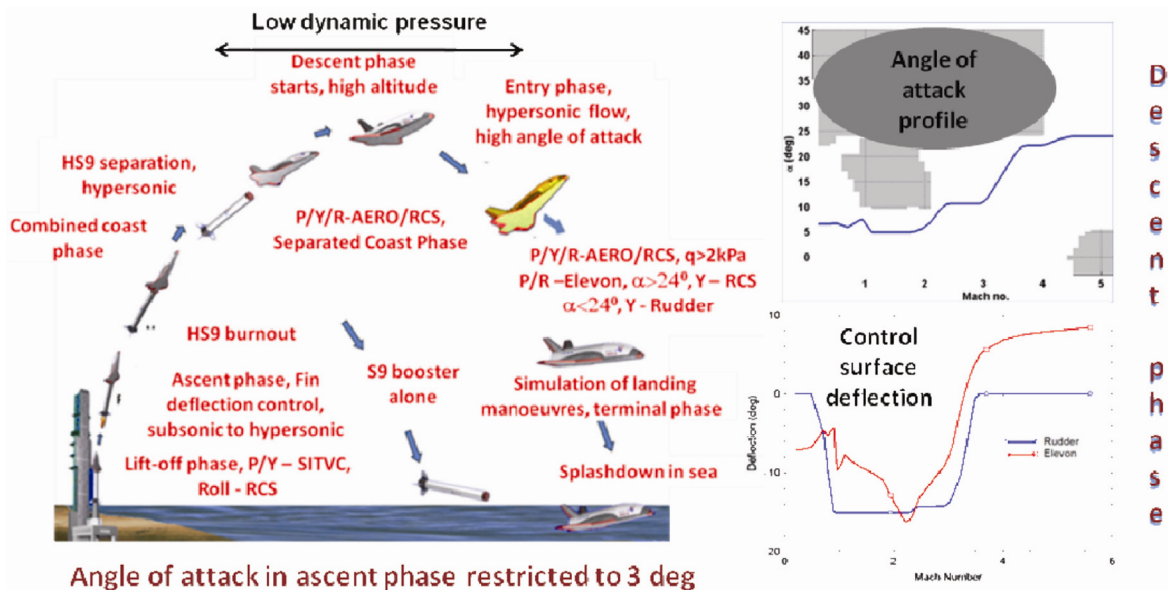 Low dynamic pressure
Descent phase
starts, high altitude
Entry phase,
hypersonic flow,
high angle of attack
HS9 separation,
hypersonic
Combined coast
phase
P/Y/R-AERO/RCS,
Separated Coast Phase
P/Y/R-AERO/RCS, q>2kPa
P/R –Elevon, α>24⁰, Y – RCS
α<24⁰, Y - Rudder
HS9 burnout
Ascent phase, Fin
deflection control,
subsonic to hypersonic
Lift-off phase, P/Y – SITVC,
Roll - RCS
S9 booster
alone
Simulation of landing
manoeuvres, terminal phase
Splashdown in sea
Angle of attack in ascent phase restricted to 3 deg
Angle of
attack
profile
α (deg)
45
40
35
30
25
20
15
10
5
0
1
2
3
4
5
Mach no.
Control
surface
deflection
Deflection (deg)
10
0
10
20
0
2
4
6
Mach Number
Rudder
Elevon
Descent phase